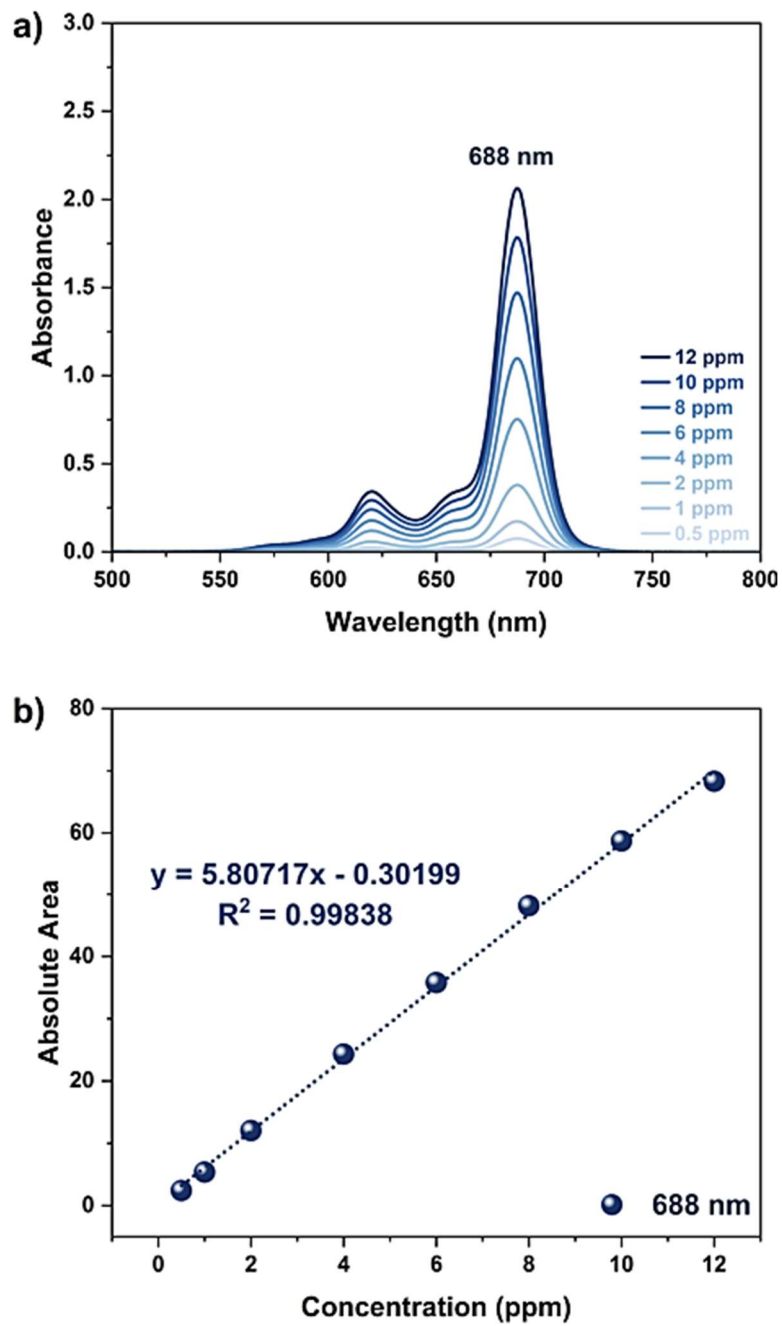 a)
3.0
2.5
2.0
1.5
1.0
0.5
0.0
Absorbance
688 nm
12 ppm
10 ppm
8 ppm
6 ppm
4 ppm
2 ppm
1 ppm
0.5 ppm
500 550 600 650 700 750 800
Wavelength (nm)
b)
80
60
40
20
0
Absolute Area
y = 5.80717x - 0.30199
R² = 0.99838
688 nm
0 2 4 6 8 10 12
Concentration (ppm)